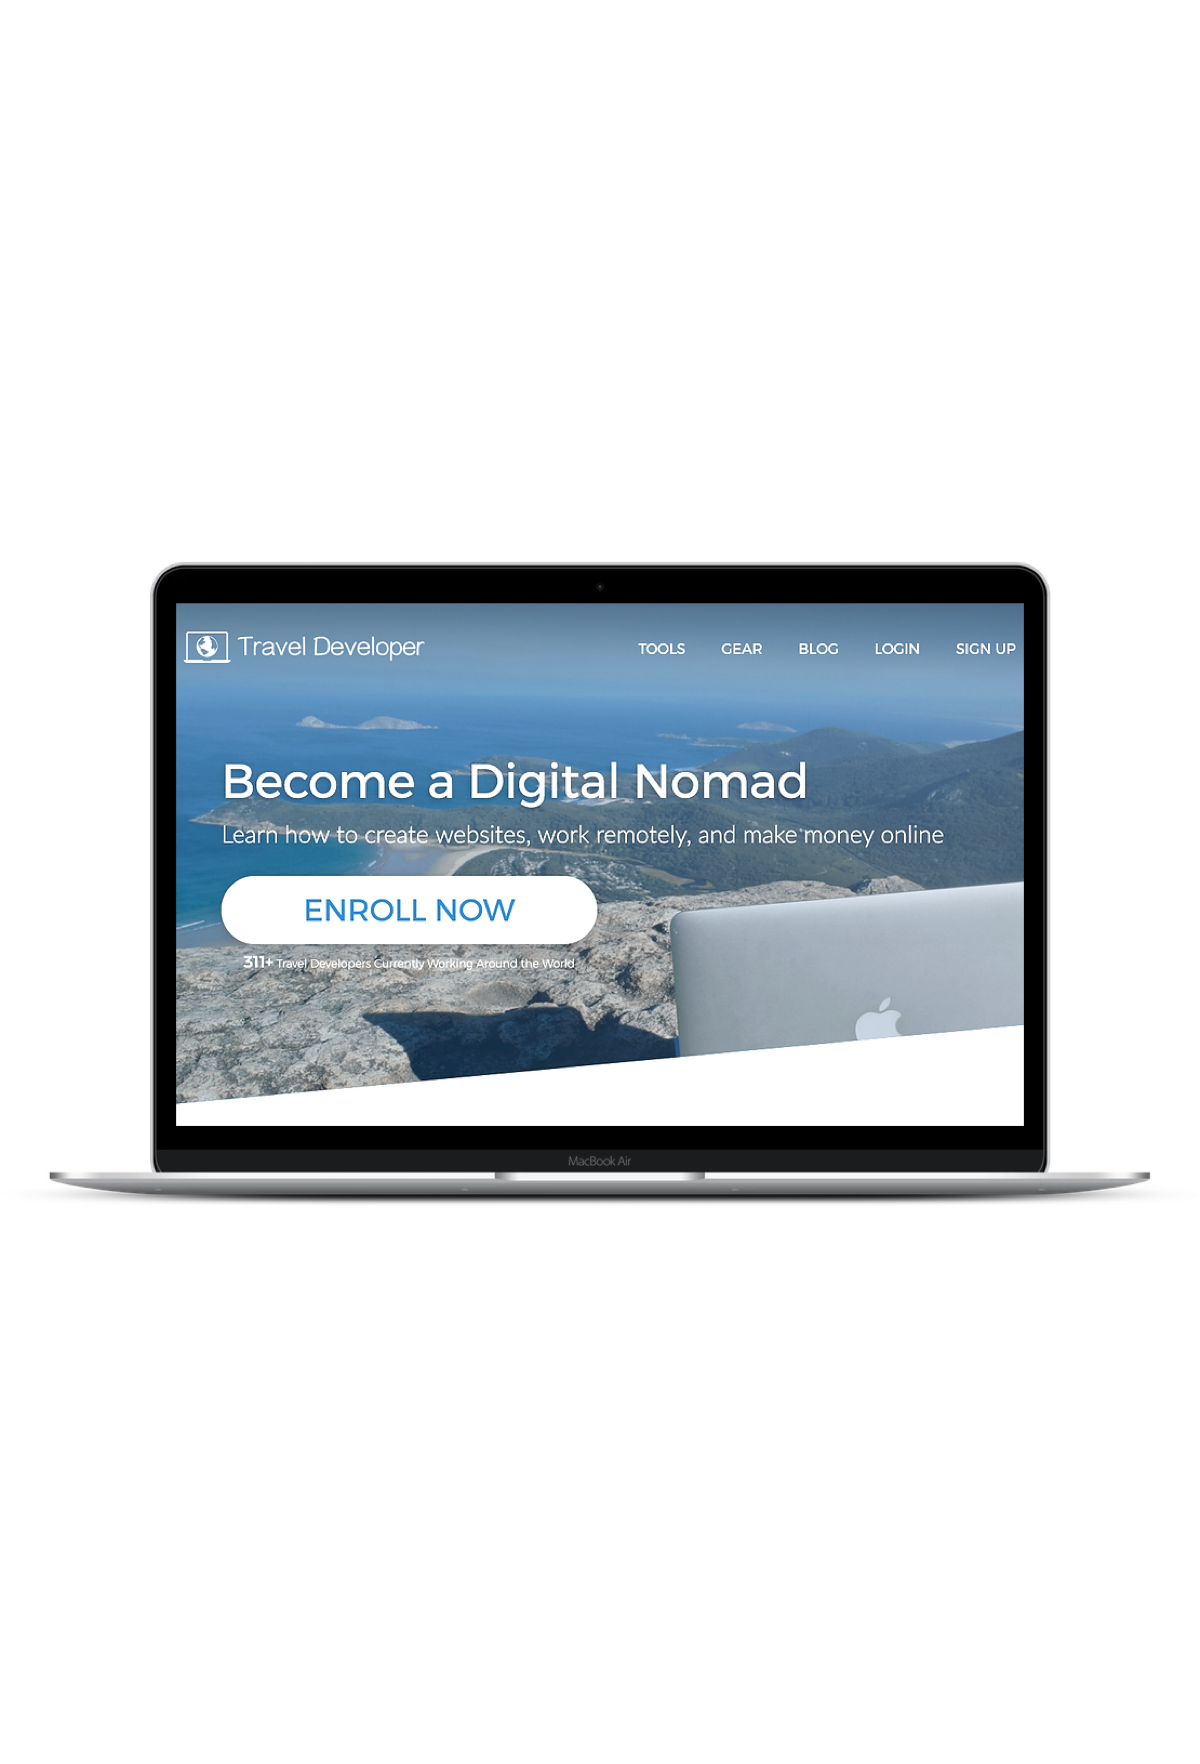 Travel Developer
TOOLS GEAR BLOG LOGIN SIGN UP
Become a Digital Nomad
Learn how to create websites, work remotely, and make money online
ENROLL NOW
311+ Travel Developers Currently Working Around the World
MacBook Air